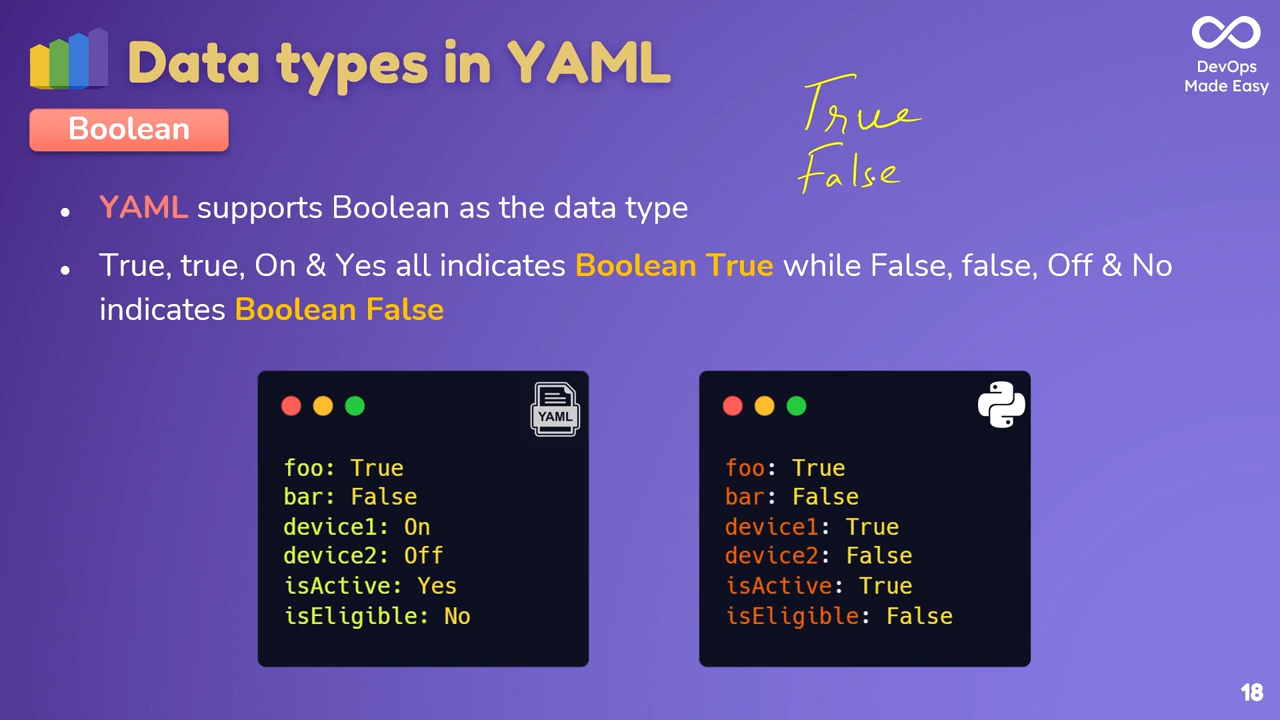 Data types in YAML
DevOps
Made Easy
Boolean
True
False
• YAML supports Boolean as the data type
• True, true, On & Yes all indicates Boolean True while False, false, Off & No
indicates Boolean False
YAML
foo: True
bar: False
device1: On
device2: Off
isActive: Yes
isEligible: No
foo: True
bar: False
device1: True
device2: False
isActive: True
isEligible: False
18